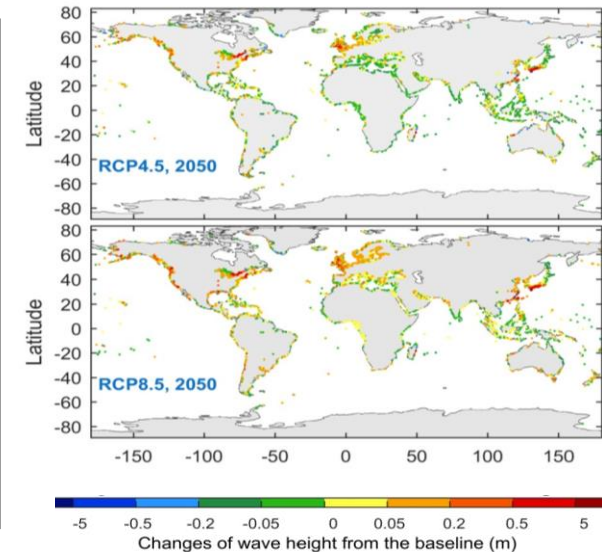 80
60
40
20
0
-20
-40
-60
-80
Latitude
RCP4.5, 2050
80
60
40
20
0
-20
-40
-60
-80
Latitude
RCP8.5, 2050
-150 -100 -50 0 50 100 150
-5 -0.5 -0.2 -0.05 0 0.05 0.2 0.5 5
Changes of wave height from the baseline (m)